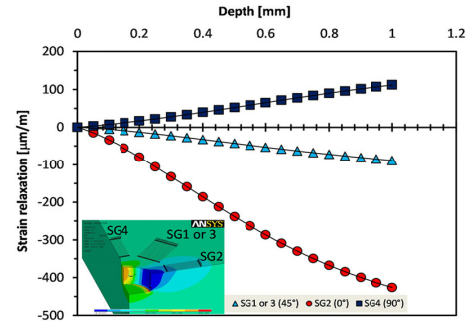 Depth [mm]
0 0.2 0.4 0.6 0.8 1 1.2
200
100
0
-100
-200
-300
-400
-500
Strain relaxation [µm/m]
ANSYS
SG4
SG1 or 3
SG2
SG1 or 3 (45°) SG2 (0°) SG4 (90°)